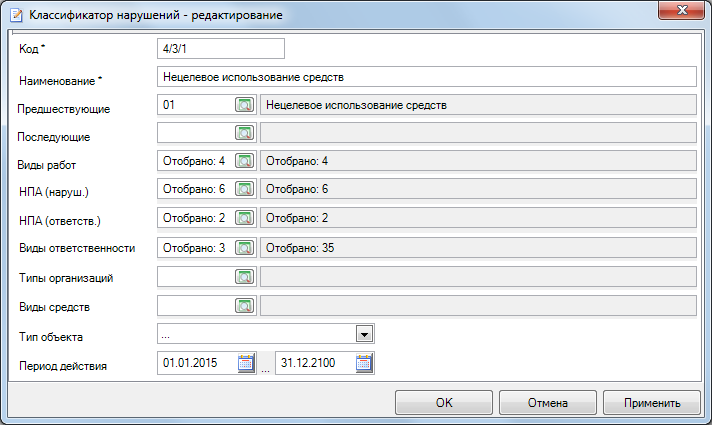 Классификатор нарушений - редактирование
Код * 4/3/1
Наименование * Нецелевое использование средств
Предшествующие 01 Нецелевое использование средств
Последующие
Виды работ Отобрано: 4 Отобрано: 4
НПА (наруш.) Отобрано: 6 Отобрано: 6
НПА (ответств.) Отобрано: 2 Отобрано: 2
Виды ответственности Отобрано: 3 Отобрано: 35
Типы организаций
Виды средств
Тип объекта ...
Период действия 01.01.2015 ... 31.12.2100
OK Отмена Применить